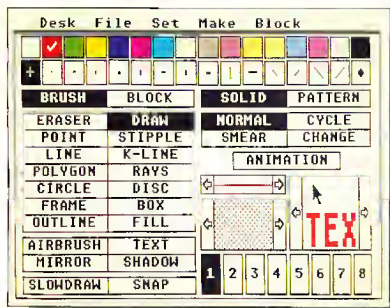 Desk File Set Make Block
BRUSH BLOCK SOLID PATTERN
ERASER DRAW NORMAL CYCLE
POINT STIPPLE SMEAR CHANGE
LINE K-LINE
ANIMATION
POLYGON RAYS
CIRCLE DISC
FRAME BOX
OUTLINE FILL
TEX
AIRBRUSH TEXT
MIRROR SHADOW
SLOWDRAW SNAP
1 2 3 4 5 6 7 8